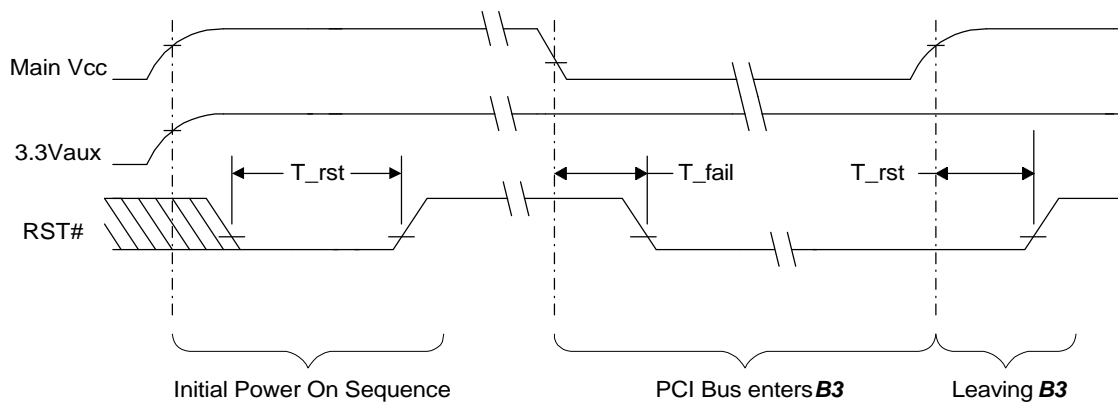 Main Vcc
3.3Vaux
T_rst
T_fail
T_rst
RST#
Initial Power On Sequence
PCI Bus enters B3
Leaving B3